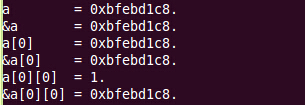 a       = 0xbfebd1c8.
&a      = 0xbfebd1c8.
a[0]    = 0xbfebd1c8.
&a[0]   = 0xbfebd1c8.
a[0][0]  = 1.
&a[0][0] = 0xbfebd1c8.